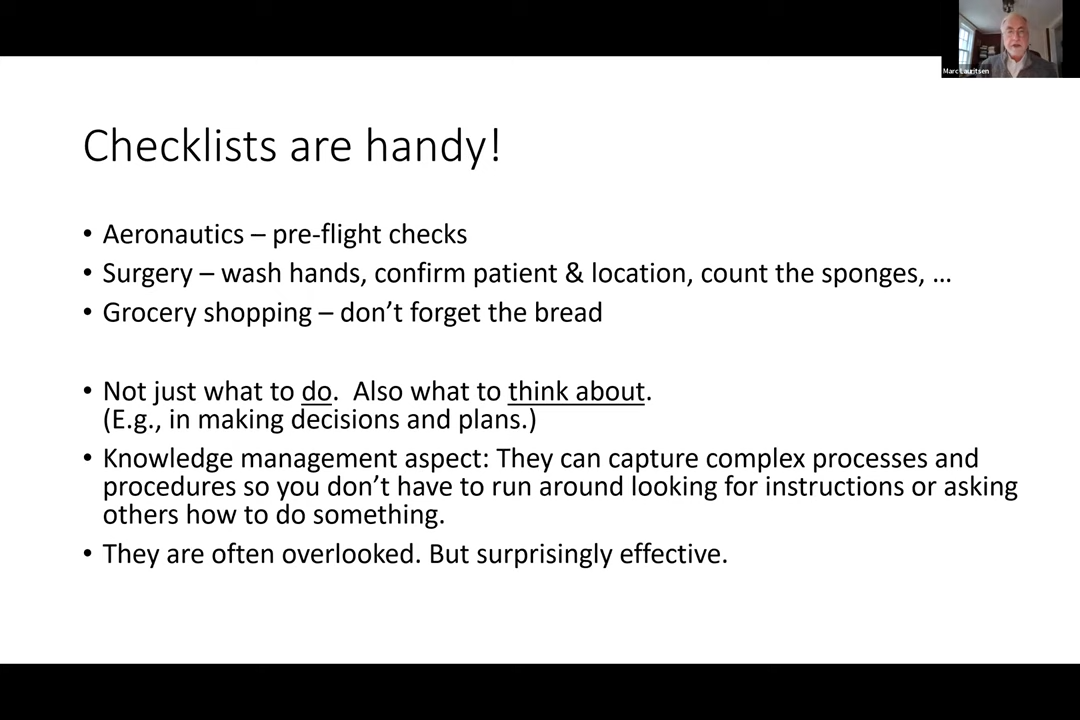 Marc Lauritsen
Checklists are handy!
• Aeronautics – pre-flight checks
• Surgery – wash hands, confirm patient & location, count the sponges, …
• Grocery shopping – don’t forget the bread
• Not just what to do.  Also what to think about.
(E.g., in making decisions and plans.)
• Knowledge management aspect: They can capture complex processes and
procedures so you don’t have to run around looking for instructions or asking
others how to do something.
• They are often overlooked. But surprisingly effective.